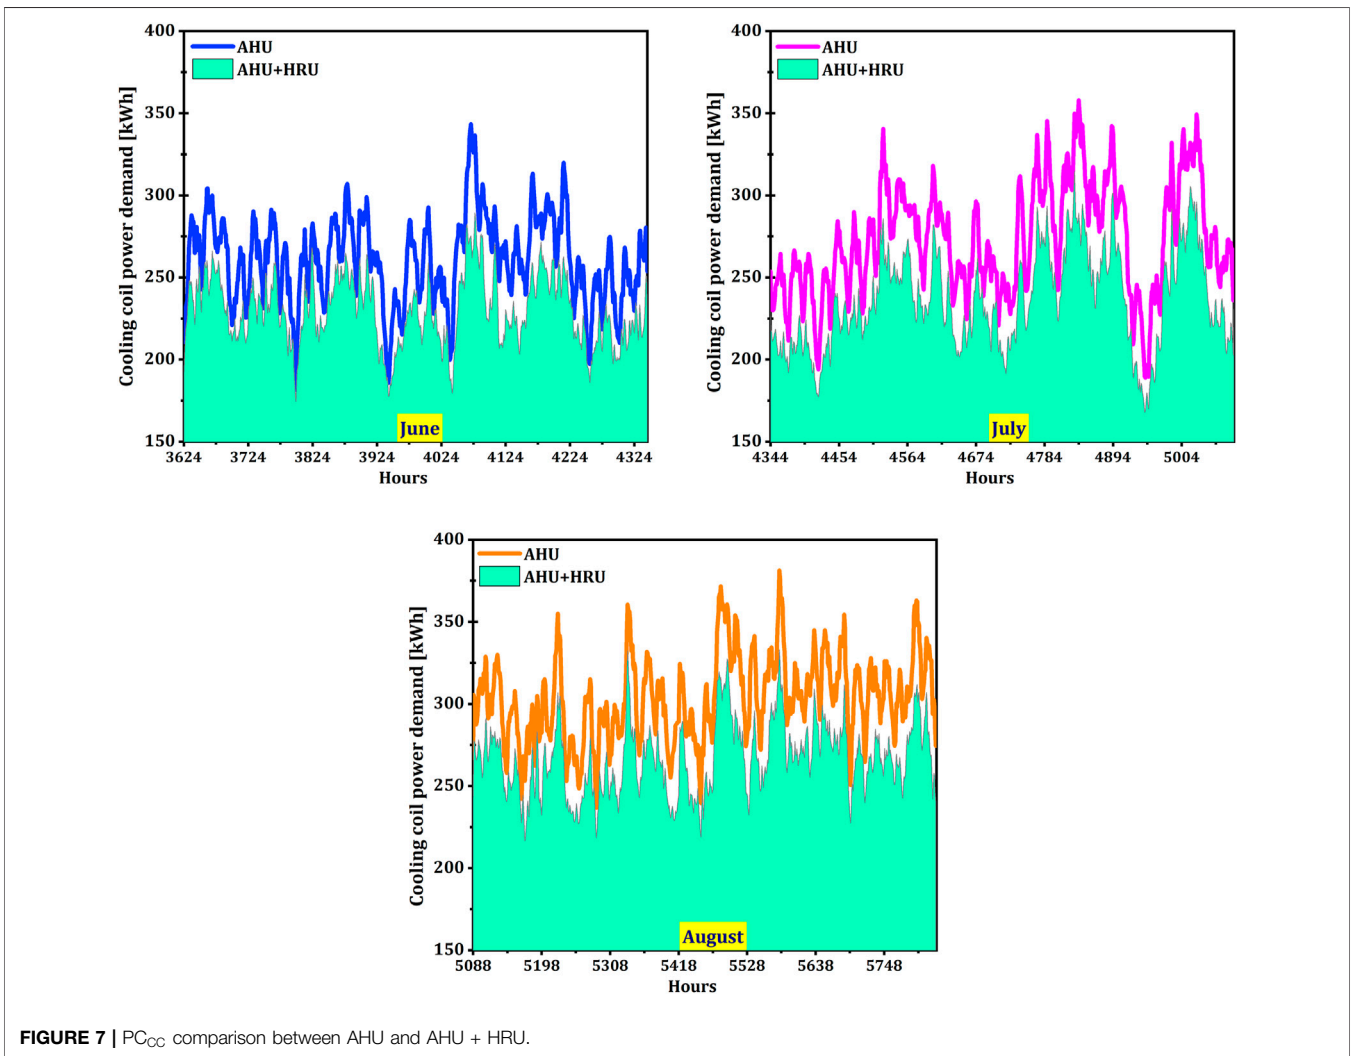 400
350
300
250
200
150
Cooling coil power demand [kWh]
AHU
AHU+HRU
June
3624 3724 3824 3924 4024 4124 4224 4324
Hours
400
350
300
250
200
150
Cooling coil power demand [kWh]
AHU
AHU+HRU
July
4344 4454 4564 4674 4784 4894 5004
Hours
400
350
300
250
200
150
Cooling coil power demand [kWh]
AHU
AHU+HRU
August
5088 5198 5308 5418 5528 5638 5748
Hours
FIGURE 7 | PCCC comparison between AHU and AHU + HRU.